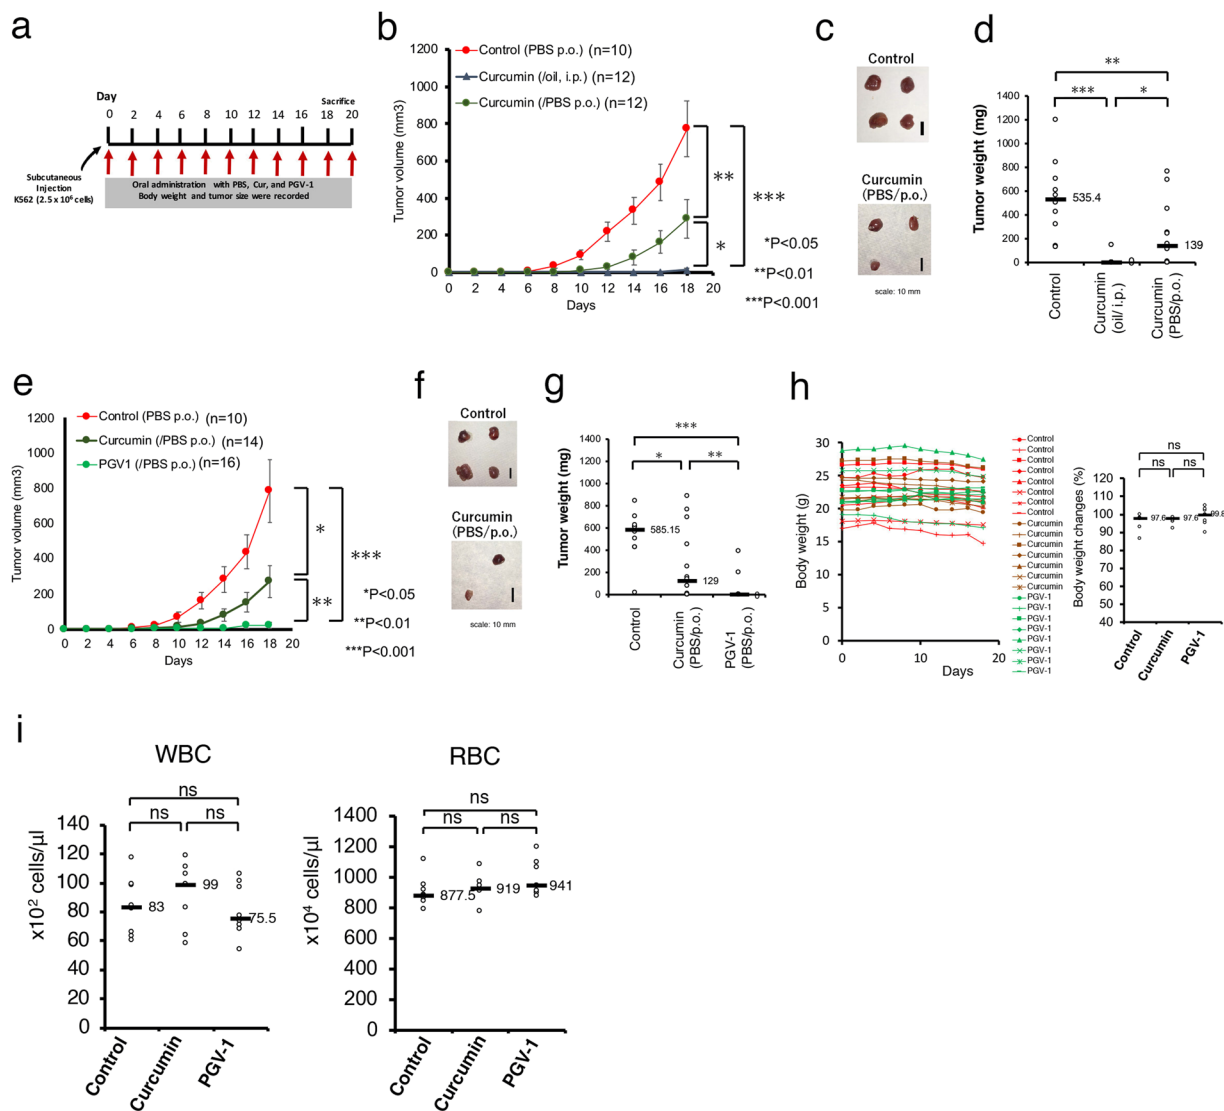 a
Day
Sacrifice
0 2 4 6 8 10 12 14 16 18 20
Subcutaneous
Injection
K562 (2.5 x 10⁶ cells)
Oral administration with PBS, Cur, and PGV-1
Body weight and tumor size were recorded
b
Control (PBS p.o.) (n=10)
Curcumin (/oil, i.p.) (n=12)
Curcumin (/PBS p.o.) (n=12)
Tumor volume (mm3)
1200
1000
800
600
400
200
0
0 2 4 6 8 10 12 14 16 18 20
Days
**
*
***
*P<0.05
**P<0.01
***P<0.001
c
Control
Curcumin
(PBS/p.o.)
scale: 10 mm
d
**
*** *
Tumor weight (mg)
1400
1200
1000
800
600
400
200
0
535.4
139
Control
Curcumin
(oil/ i.p.)
Curcumin
(PBS/p.o.)
e
Control (PBS p.o.) (n=10)
Curcumin (/PBS p.o.) (n=14)
PGV1 (/PBS p.o.) (n=16)
Tumor volume (mm3)
1200
1000
800
600
400
200
0
0 2 4 6 8 10 12 14 16 18 20
Days
*
**
***
*P<0.05
**P<0.01
***P<0.001
f
Control
Curcumin
(PBS/p.o.)
scale: 10 mm
g
***
* **
Tumor weight (mg)
1400
1200
1000
800
600
400
200
0
585.15
129
Control
Curcumin
(PBS/p.o.)
PGV-1
(PBS/p.o.)
h
Body weight (g)
30
25
20
15
10
5
0
0 10 20
Days
Control
Control
Control
Control
Control
Control
Control
Control
Curcumin
Curcumin
Curcumin
Curcumin
Curcumin
Curcumin
Curcumin
PGV-1
PGV-1
PGV-1
PGV-1
PGV-1
PGV-1
PGV-1
PGV-1
ns
ns ns
Body weight changes (%)
120
110
100
90
80
70
60
50
40
97.6
97.6
99.8
Control
Curcumin
PGV-1
i
WBC
ns
ns ns
x10² cells/µl
140
120
100
80
60
40
20
0
83
99
75.5
Control
Curcumin
PGV-1
RBC
ns
ns ns
x10⁴ cells/µl
1400
1200
1000
800
600
400
200
0
877.5
919
941
Control
Curcumin
PGV-1